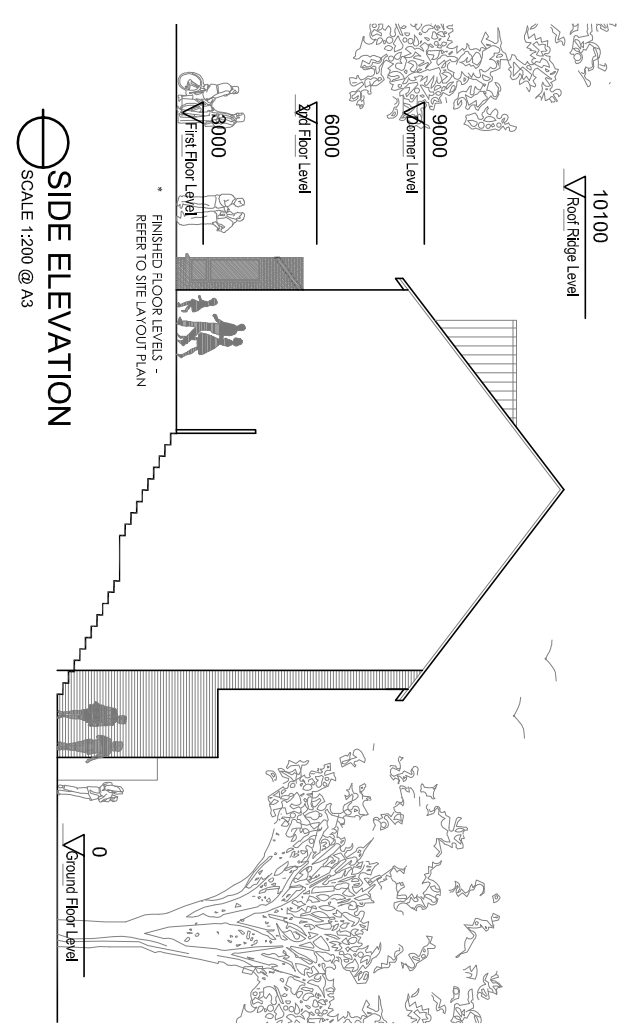 10100
Roof Ridge Level
9000
Dormer Level
6000
2nd Floor Level
3000
First Floor Level
0
Ground Floor Level
* FINISHED FLOOR LEVELS -
REFER TO SITE LAYOUT PLAN
SIDE ELEVATION
SCALE 1:200 @ A3